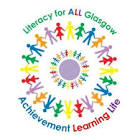 Literacy for ALL Glasgow
Achievement Learning Life